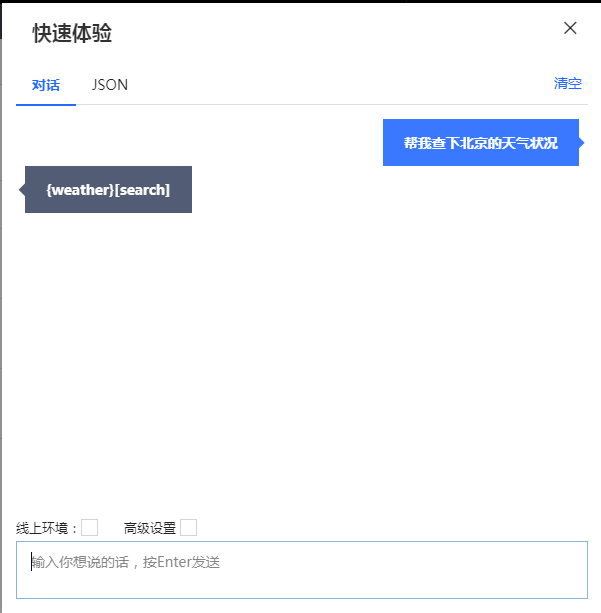 快速体验
对话 JSON 清空
帮我查下北京的天气状况
{weather}[search]
线上环境： 高级设置
输入你想说的话，按Enter发送